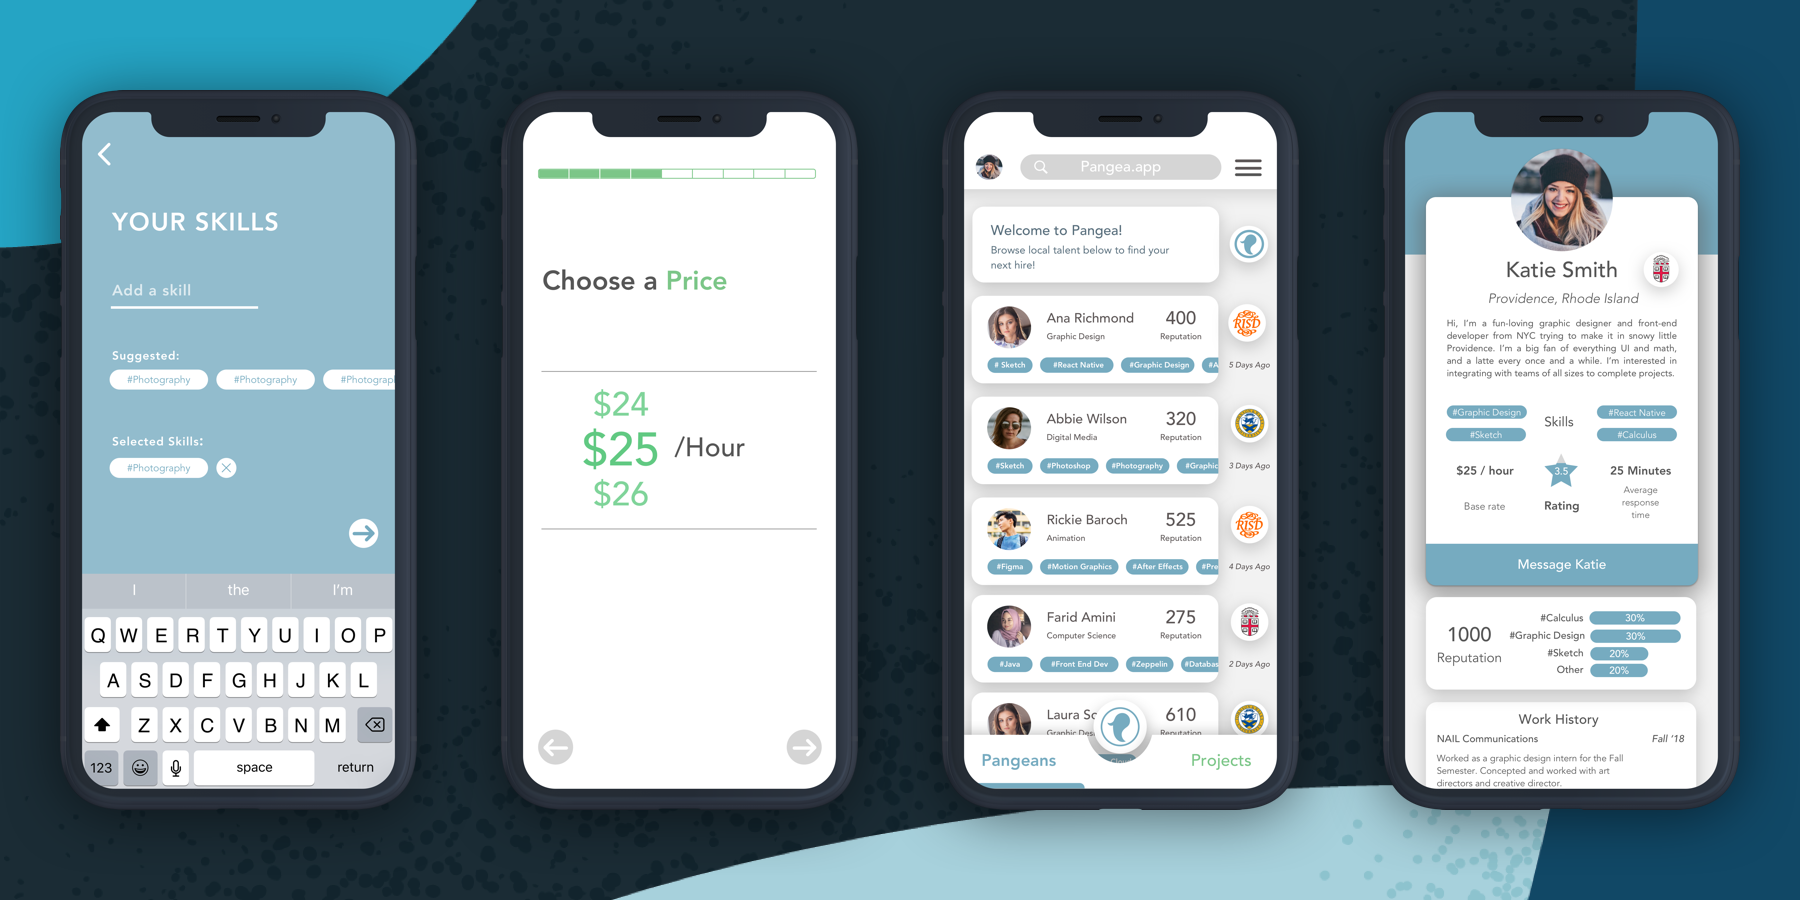 YOUR SKILLS
Add a skill
Suggested:
#Photography #Photography #Photograp
Selected Skills:
#Photography
I the I'm
Q W E R T Y U I O P
A S D F G H J K L
Z X C V B N M
123 space return
Choose a Price
$24
$25 /Hour
$26
Pangea.app
Welcome to Pangea!
Browse local talent below to find your
next hire!
Ana Richmond 400
Graphic Design Reputation
RISD
# Sketch #React Native #Graphic Design #A
5 Days Ago
Abbie Wilson 320
Digital Media Reputation
#Sketch #Photoshop #Photography #Graphic
3 Days Ago
Rickie Baroch 525
Animation Reputation
RISD
#Figma #Motion Graphics #After Effects #Pre
4 Days Ago
Farid Amini 275
Computer Science Reputation
#Java #Front End Dev #Zeppelin #Databas
2 Days Ago
Laura Sc 610
Graphic Des Reputation
Pangeans Projects
Katie Smith
Providence, Rhode Island
Hi, I'm a fun-loving graphic designer and front-end
developer from NYC trying to make it in snowy little
Providence. I'm a big fan of everything UI and math,
and a latte every once and a while. I'm interested in
integrating with teams of all sizes to complete projects.
#Graphic Design #React Native
Skills
#Sketch #Calculus
$25 / hour 3.5 25 Minutes
Base rate Rating Average
response
time
Message Katie
1000
Reputation
#Calculus 30%
#Graphic Design 30%
#Sketch 20%
Other 20%
Work History
NAIL Communications Fall '18
Worked as a graphic design intern for the Fall
Semester. Concepted and worked with art
directors and creative director.